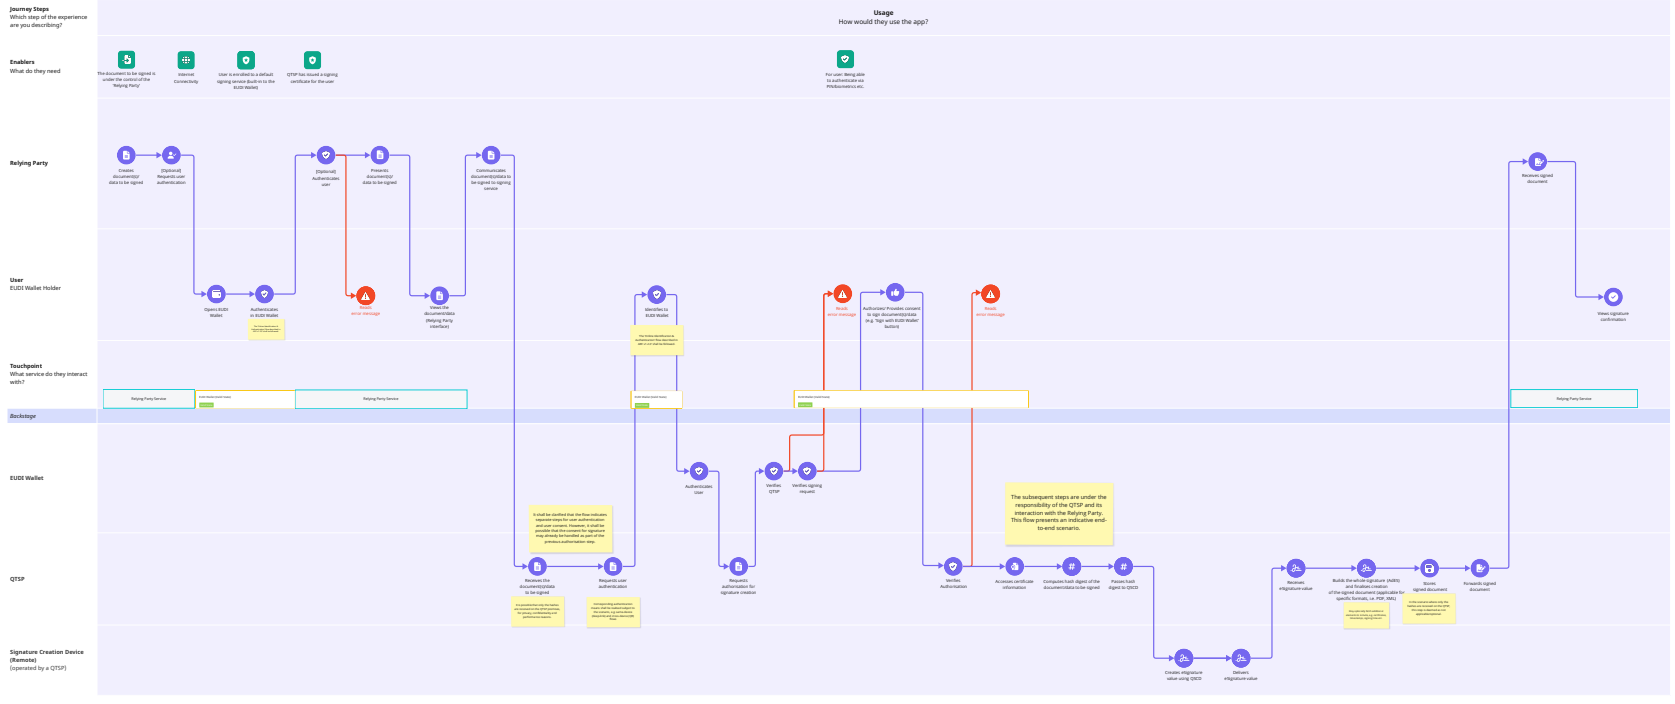 Journey Steps
Which step of the experience
are you describing?
Usage
How would they use the app?
Enablers
What do they need
The document to be signed is
under the control of the
'Relying Party'
Internet
Connectivity
User is enrolled to a default
signing service (built-in to the
EUDI Wallet)
QTSP has issued a signing
certificate for the user
For user: Being able
to authenticate via
PIN/biometrics etc.
Relying Party
Creates
document(s)/
data to be signed
(Optional)
Requests user
authentication
(Optional)
Authenticates
user
Presents
document(s)/
data to be signed
Communicates
document(s)/data to
be signed to signing
service
Receives signed
document
User
EUDI Wallet Holder
Opens EUDI
Wallet
Authenticates
in EUDI Wallet
Reads
error message
Views the
document/data
(Relying Party
interface)
Identifies to
EUDI Wallet
Reads
error message
Authorises/ Provides consent
to sign document(s)/data
(e.g. 'Sign with EUDI Wallet'
button)
Reads
error message
Views signature
confirmation
Touchpoint
What service do they interact
with?
Relying Party Service
Relying Party Service
Relying Party Service
Backstage
EUDI Wallet
Authenticates
User
Verifies
QTSP
Verifies signing
request
The subsequent steps are under the
responsibility of the QTSP and its
interaction with the Relying Party.
This flow presents an indicative end-
to-end scenario.
It shall be clarified that the flow indicates
separate steps for user authentication
and user consent. However, it shall be
possible that the consent for signature
may already be handled as part of the
previous authorisation step.
QTSP
Receives the
document(s)/data
to be signed
Requests user
authentication
Requests
authorisation for
signature creation
Verifies
Authorisation
Accesses certificate
information
Computes hash digest of the
document/data to be signed
Passes hash
digest to QSCD
Receives
eSignature value
Builds the whole signature (AdES)
and finalises creation
of the signed document (applicable for
specific formats, i.e. PDF, XML)
Stores
signed document
Forwards signed
document
Signature Creation Device
(Remote)
(operated by a QTSP)
Creates eSignature
value using QSCD
Delivers
eSignature value